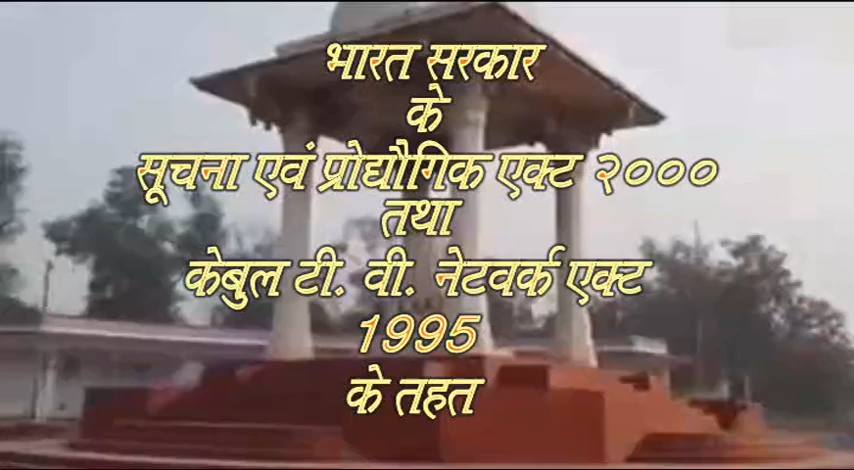 भारत सरकार
के
सूचना एवं प्रोद्यौगिक एक्ट २०००
तथा
केबुल टी. वी. नेटवर्क एक्ट
1995
के तहत